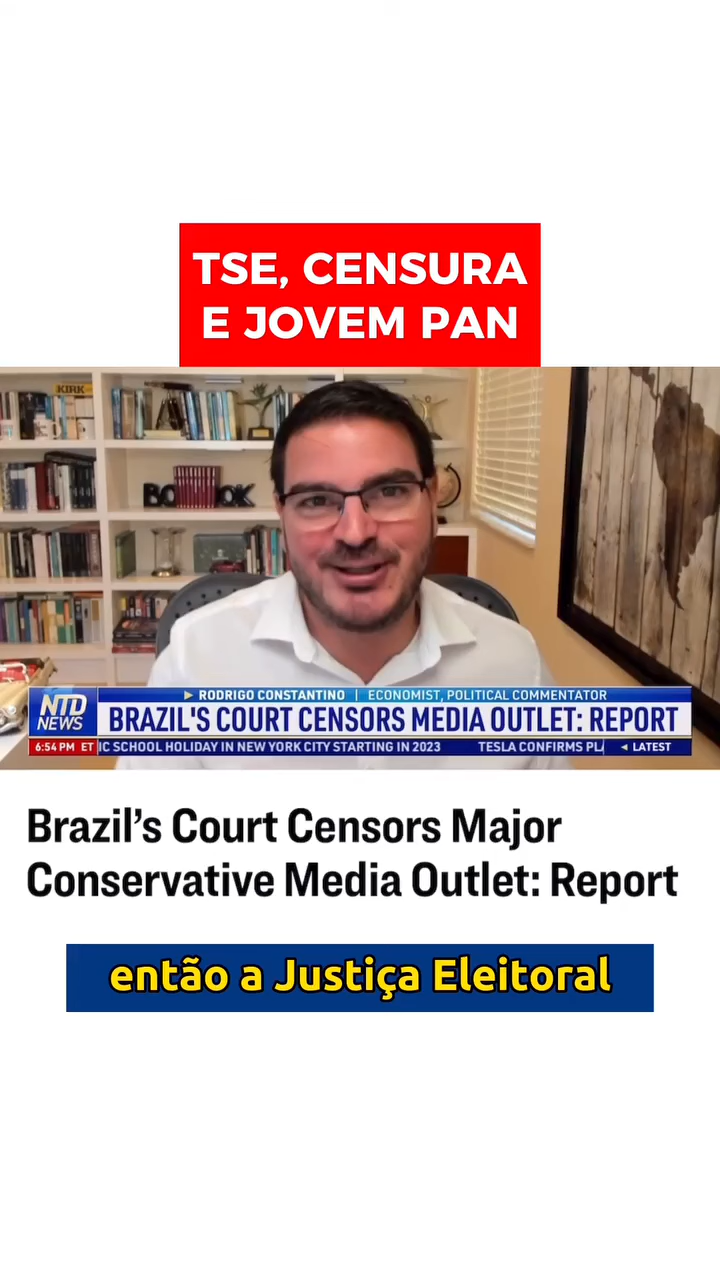 TSE, CENSURA
E JOVEM PAN
KIRK
BOOK
NTD
NEWS
▶ RODRIGO CONSTANTINO | ECONOMIST, POLITICAL COMMENTATOR
BRAZIL'S COURT CENSORS MEDIA OUTLET: REPORT
6:54 PM ET IC SCHOOL HOLIDAY IN NEW YORK CITY STARTING IN 2023 TESLA CONFIRMS PL ◀ LATEST
Brazil’s Court Censors Major
Conservative Media Outlet: Report
então a Justiça Eleitoral